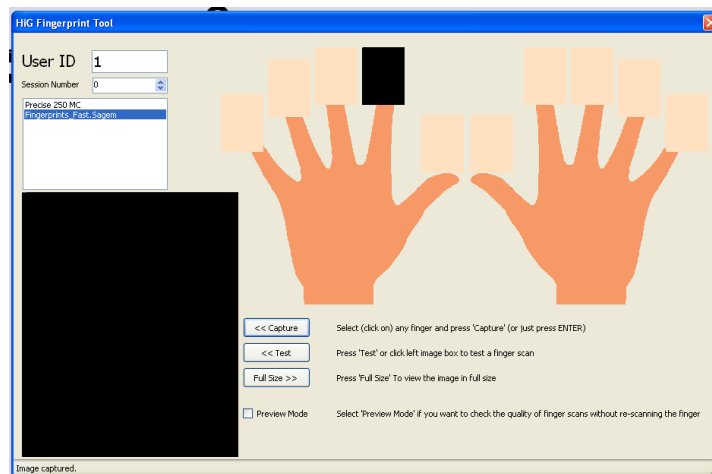 HiG Fingerprint Tool
User ID 1
Session Number 0
Precise 250 MC
Fingerprints_Fast.Sagem
<< Capture Select (click on) any finger and press 'Capture' (or just press ENTER)
<< Test Press 'Test' or click left image box to test a finger scan
Full Size >> Press 'Full Size' To view the image in full size
Preview Mode Select 'Preview Mode' if you want to check the quality of finger scans without re-scanning the finger
Image captured.